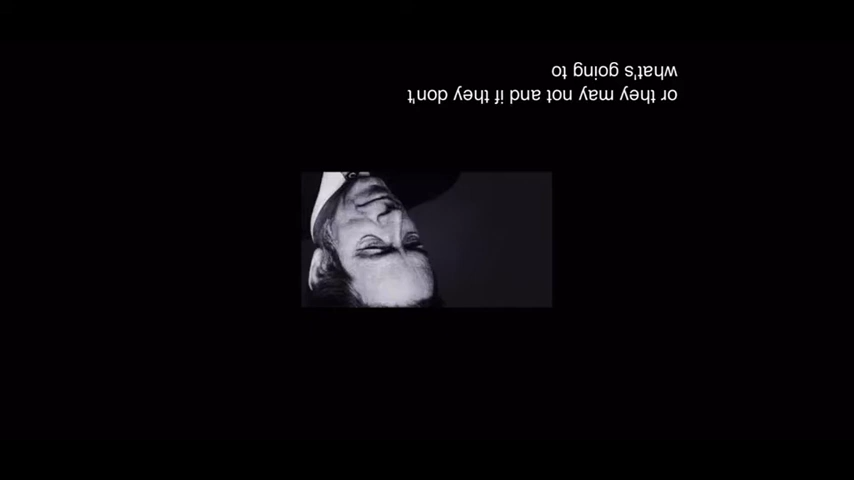 or they may not and if they don't
what's going to